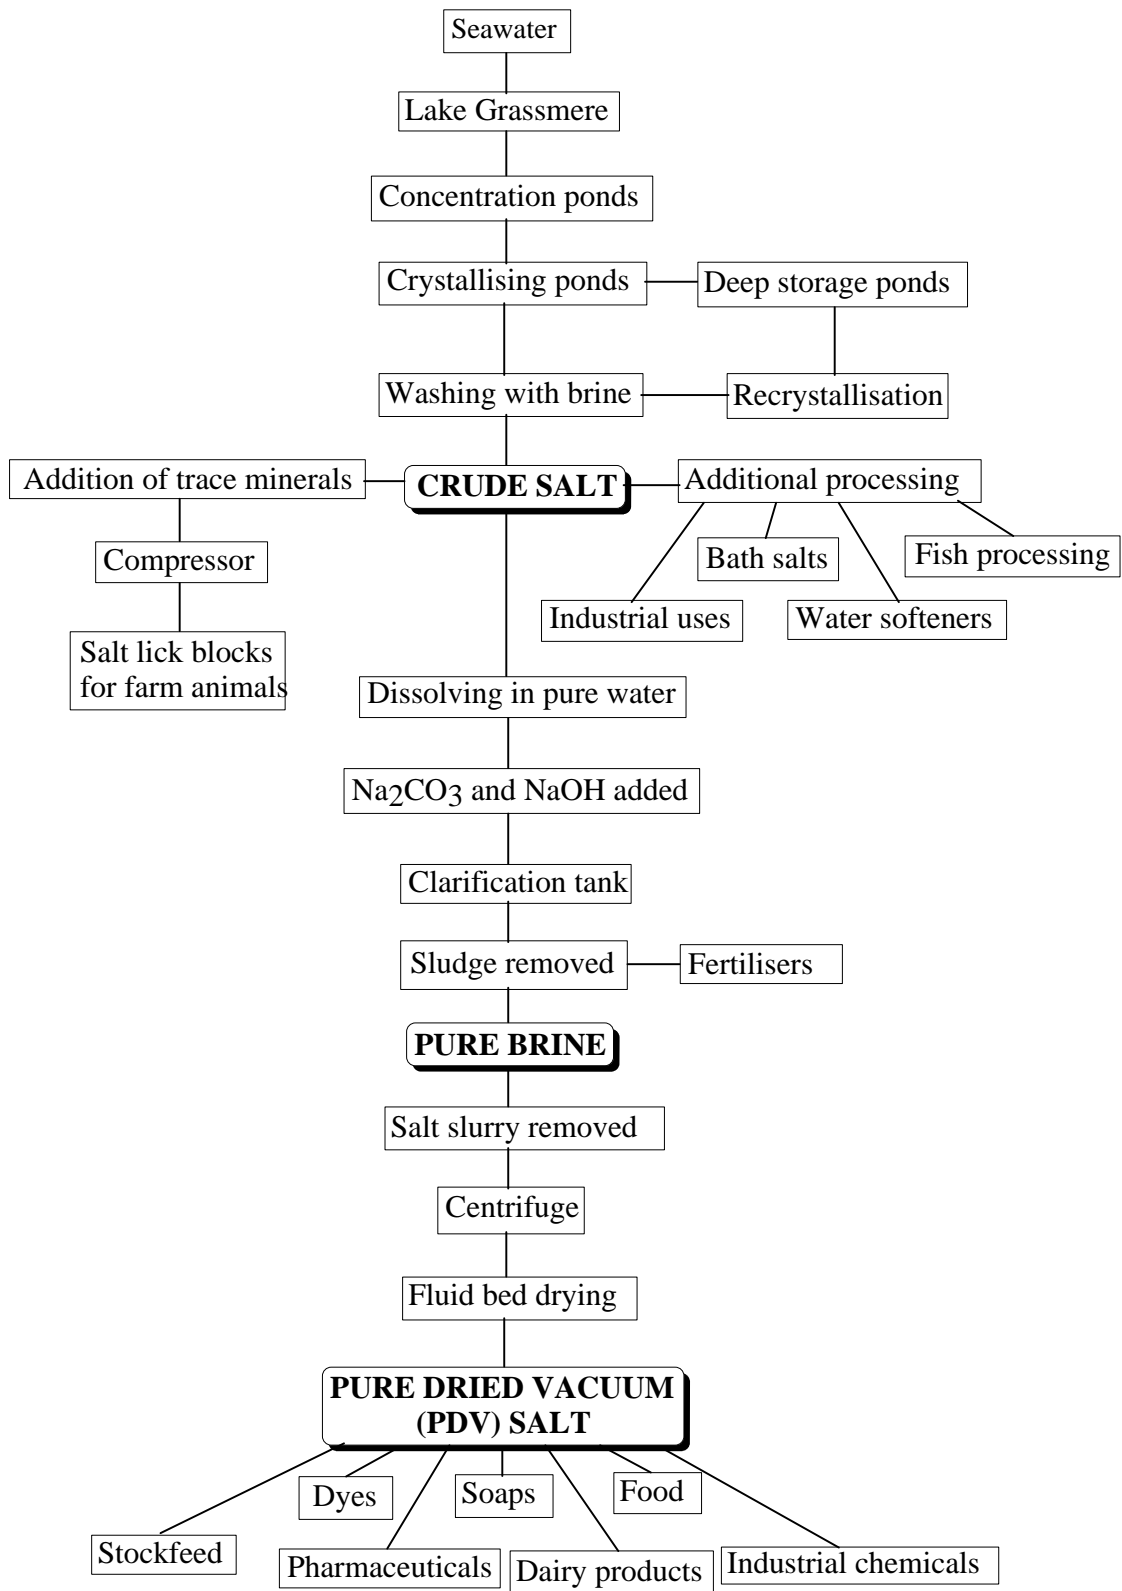 Seawater
Lake Grassmere
Concentration ponds
Crystallising ponds
Deep storage ponds
Washing with brine
Recrystallisation
Addition of trace minerals
CRUDE SALT
Additional processing
Compressor
Bath salts
Fish processing
Industrial uses
Water softeners
Salt lick blocks
for farm animals
Dissolving in pure water
Na2CO3 and NaOH added
Clarification tank
Sludge removed
Fertilisers
PURE BRINE
Salt slurry removed
Centrifuge
Fluid bed drying
PURE DRIED VACUUM
(PDV) SALT
Dyes
Soaps
Food
Stockfeed
Pharmaceuticals
Dairy products
Industrial chemicals